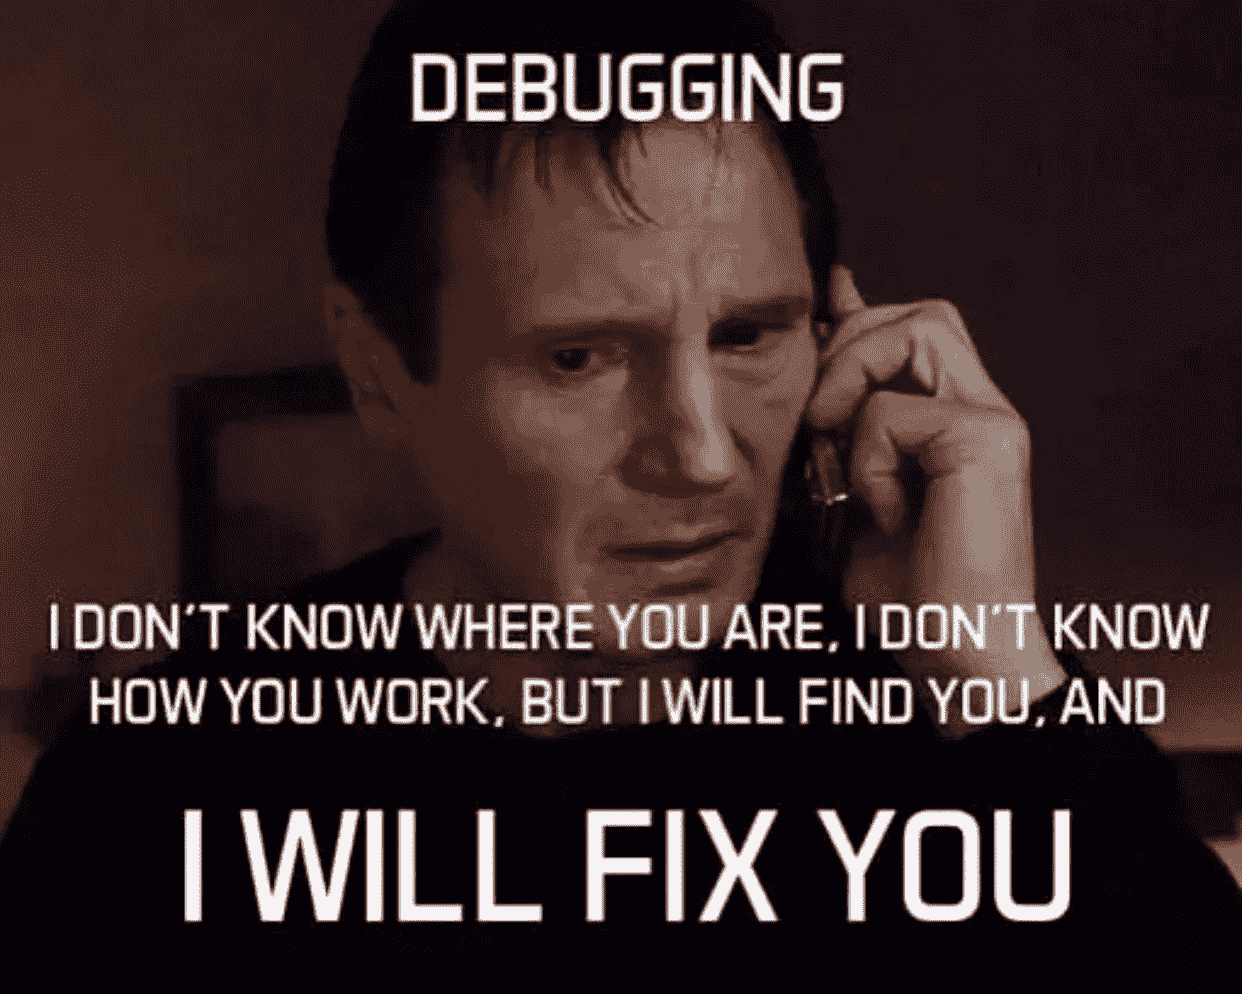 DEBUGGING
I DON'T KNOW WHERE YOU ARE, I DON'T KNOW
HOW YOU WORK, BUT I WILL FIND YOU, AND
I WILL FIX YOU